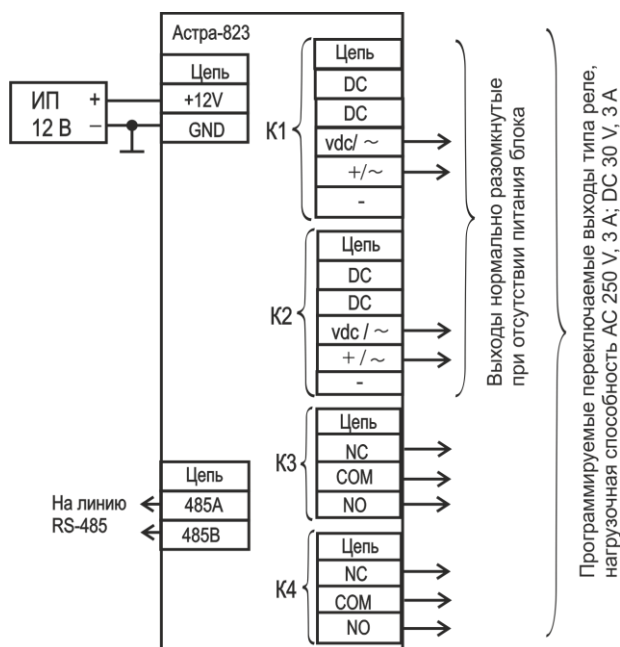 Астра-823
Цепь
+12V
GND
ИП +
12 В −
К1
Цепь
DC
DC
vdc/ ~
+/~
-
К2
Цепь
DC
DC
vdc / ~
+ / ~
-
К3
Цепь
NC
COM
NO
К4
Цепь
NC
COM
NO
Цепь
485A
485B
На линию
RS-485
Выходы нормально разомкнутые
при отсутствии питания блока
Программируемые переключаемые выходы типа реле,
нагрузочная способность AC 250 V, 3 A; DC 30 V, 3 A